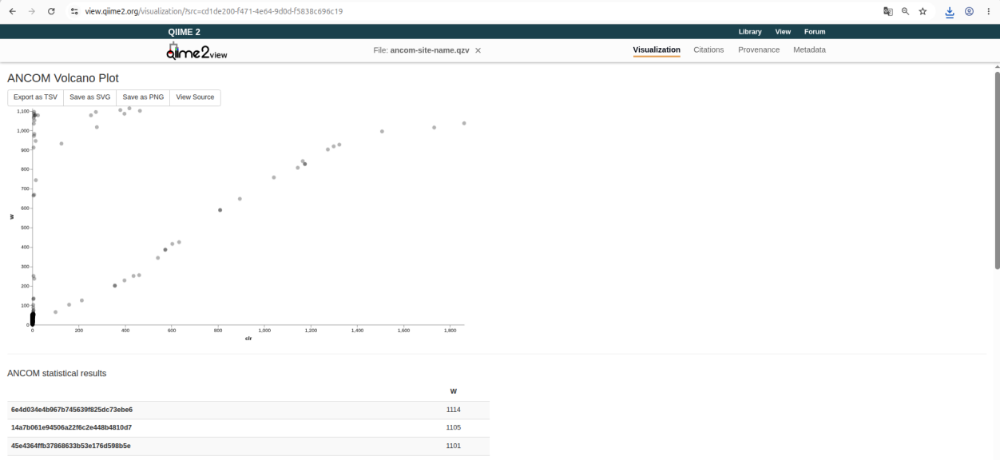 view.qiime2.org/visualization/?src=cd1de200-f471-4e64-9d0d-f5838c696c19
QIIME 2 Library View Forum
qiime2view File: ancom-site-name.qzv × Visualization Citations Provenance Metadata
ANCOM Volcano Plot
Export as TSV Save as SVG Save as PNG View Source
1,100
1,000
900
800
700
600
500
400
300
200
100
0
W
0 200 400 600 800 1,000 1,200 1,400 1,600 1,800
clr
ANCOM statistical results
W
6e4d034e4b967b745639f825dc73ebe6 1114
14a7b061e94506a22f6c2e448b4810d7 1105
45e4364ffb37868633b53e176d598b5e 1101